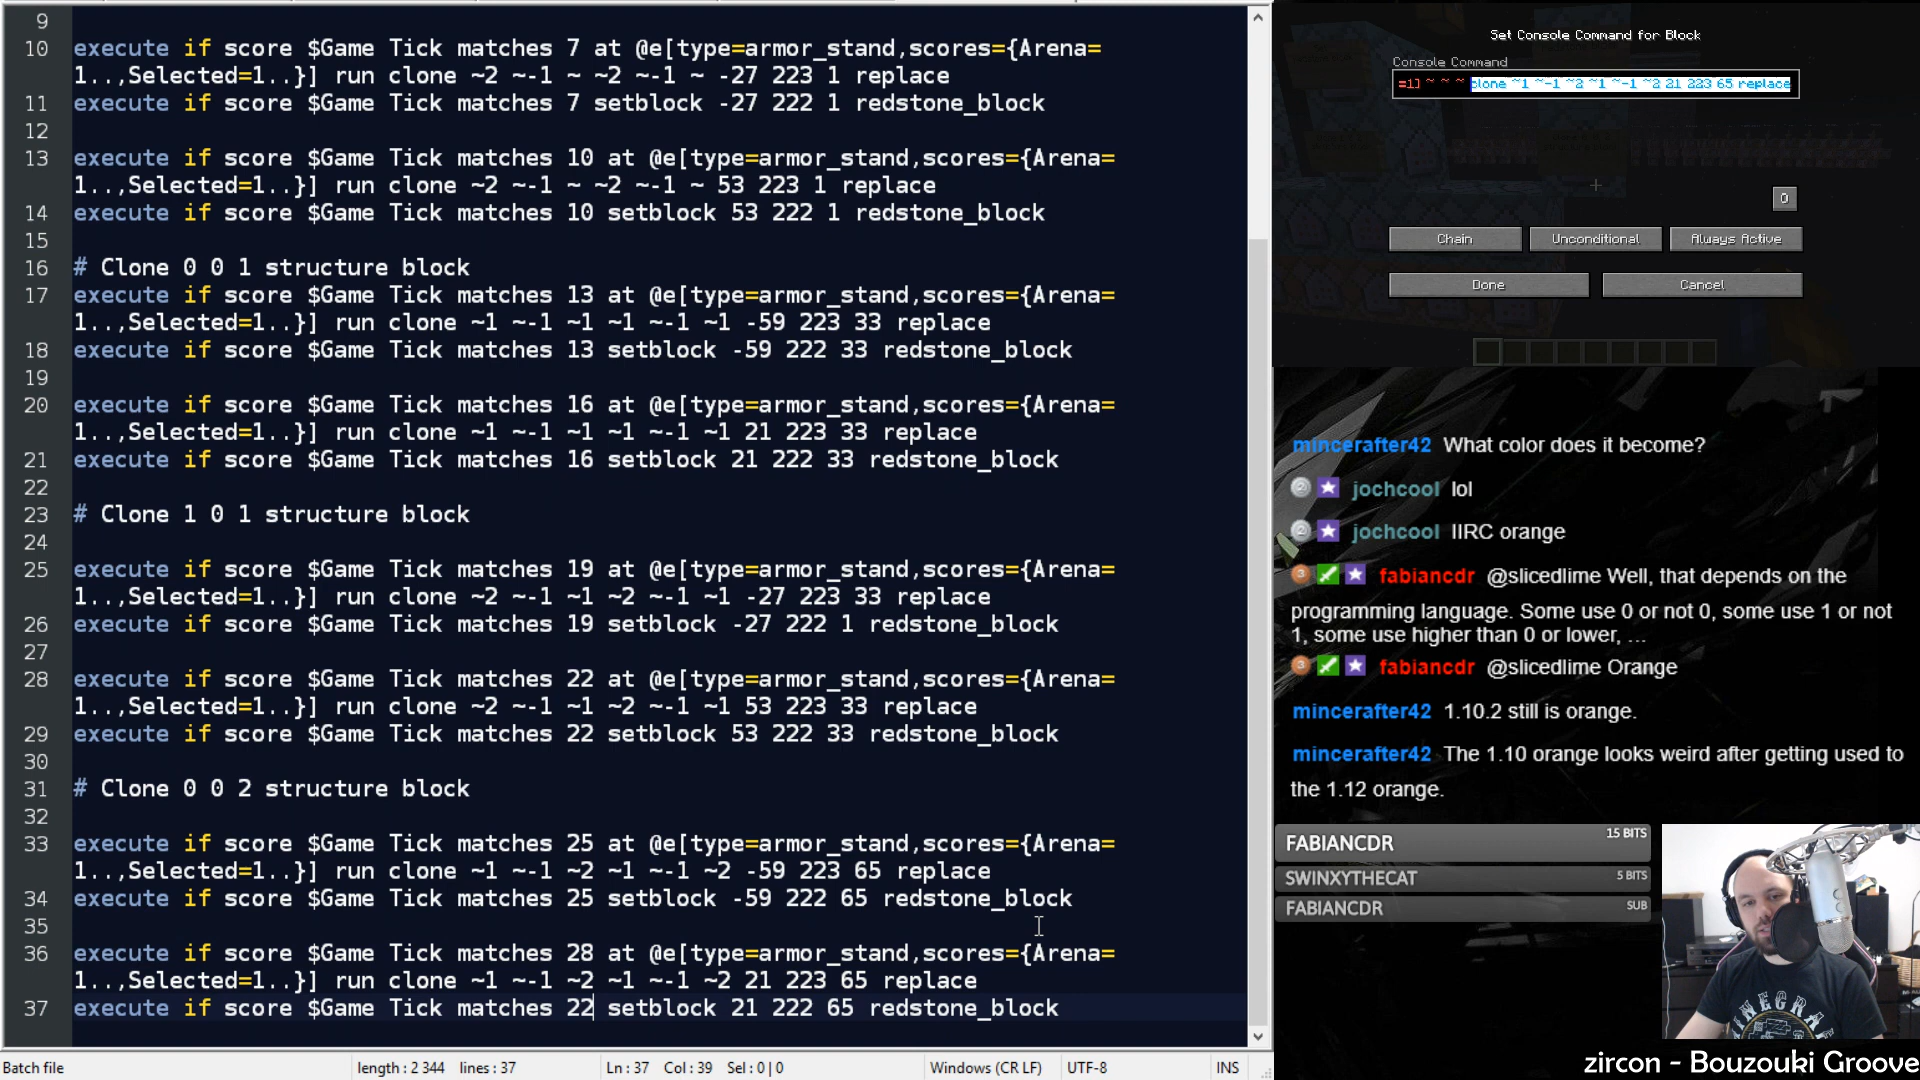 9
10 execute if score $Game Tick matches 7 at @e[type=armor_stand,scores={Arena=
1..,Selected=1..}] run clone ~2 ~-1 ~ ~2 ~-1 ~ -27 223 1 replace
11 execute if score $Game Tick matches 7 setblock -27 222 1 redstone_block
12
13 execute if score $Game Tick matches 10 at @e[type=armor_stand,scores={Arena=
1..,Selected=1..}] run clone ~2 ~-1 ~ ~2 ~-1 ~ 53 223 1 replace
14 execute if score $Game Tick matches 10 setblock 53 222 1 redstone_block
15
16 # Clone 0 0 1 structure block
17 execute if score $Game Tick matches 13 at @e[type=armor_stand,scores={Arena=
1..,Selected=1..}] run clone ~1 ~-1 ~1 ~1 ~-1 ~1 -59 223 33 replace
18 execute if score $Game Tick matches 13 setblock -59 222 33 redstone_block
19
20 execute if score $Game Tick matches 16 at @e[type=armor_stand,scores={Arena=
1..,Selected=1..}] run clone ~1 ~-1 ~1 ~1 ~-1 ~1 21 223 33 replace
21 execute if score $Game Tick matches 16 setblock 21 222 33 redstone_block
22
23 # Clone 1 0 1 structure block
24
25 execute if score $Game Tick matches 19 at @e[type=armor_stand,scores={Arena=
1..,Selected=1..}] run clone ~2 ~-1 ~1 ~2 ~-1 ~1 -27 223 33 replace
26 execute if score $Game Tick matches 19 setblock -27 222 1 redstone_block
27
28 execute if score $Game Tick matches 22 at @e[type=armor_stand,scores={Arena=
1..,Selected=1..}] run clone ~2 ~-1 ~1 ~2 ~-1 ~1 53 223 33 replace
29 execute if score $Game Tick matches 22 setblock 53 222 33 redstone_block
30
31 # Clone 0 0 2 structure block
32
33 execute if score $Game Tick matches 25 at @e[type=armor_stand,scores={Arena=
1..,Selected=1..}] run clone ~1 ~-1 ~2 ~1 ~-1 ~2 -59 223 65 replace
34 execute if score $Game Tick matches 25 setblock -59 222 65 redstone_block
35
36 execute if score $Game Tick matches 28 at @e[type=armor_stand,scores={Arena=
1..,Selected=1..}] run clone ~1 ~-1 ~2 ~1 ~-1 ~2 21 223 65 replace
37 execute if score $Game Tick matches 22 setblock 21 222 65 redstone_block
Batch file length : 2 344 lines : 37 Ln : 37 Col : 39 Sel : 0 | 0 Windows (CR LF) UTF-8 INS
Set Console Command for Block
Console Command
=1] ~ ~ ~ clone ~1 ~-1 ~2 ~1 ~-1 ~2 21 223 65 replace
0
Chain Unconditional Always Active
Done Cancel
mincerafter42 What color does it become?
jochcool lol
jochcool IIRC orange
fabiancdr @slicedlime Well, that depends on the
programming language. Some use 0 or not 0, some use 1 or not
1, some use higher than 0 or lower, ...
fabiancdr @slicedlime Orange
mincerafter42 1.10.2 still is orange.
mincerafter42 The 1.10 orange looks weird after getting used to
the 1.12 orange.
FABIANCDR 15 BITS
SWINXYTHECAT 5 BITS
FABIANCDR SUB
zircon - Bouzouki Groove